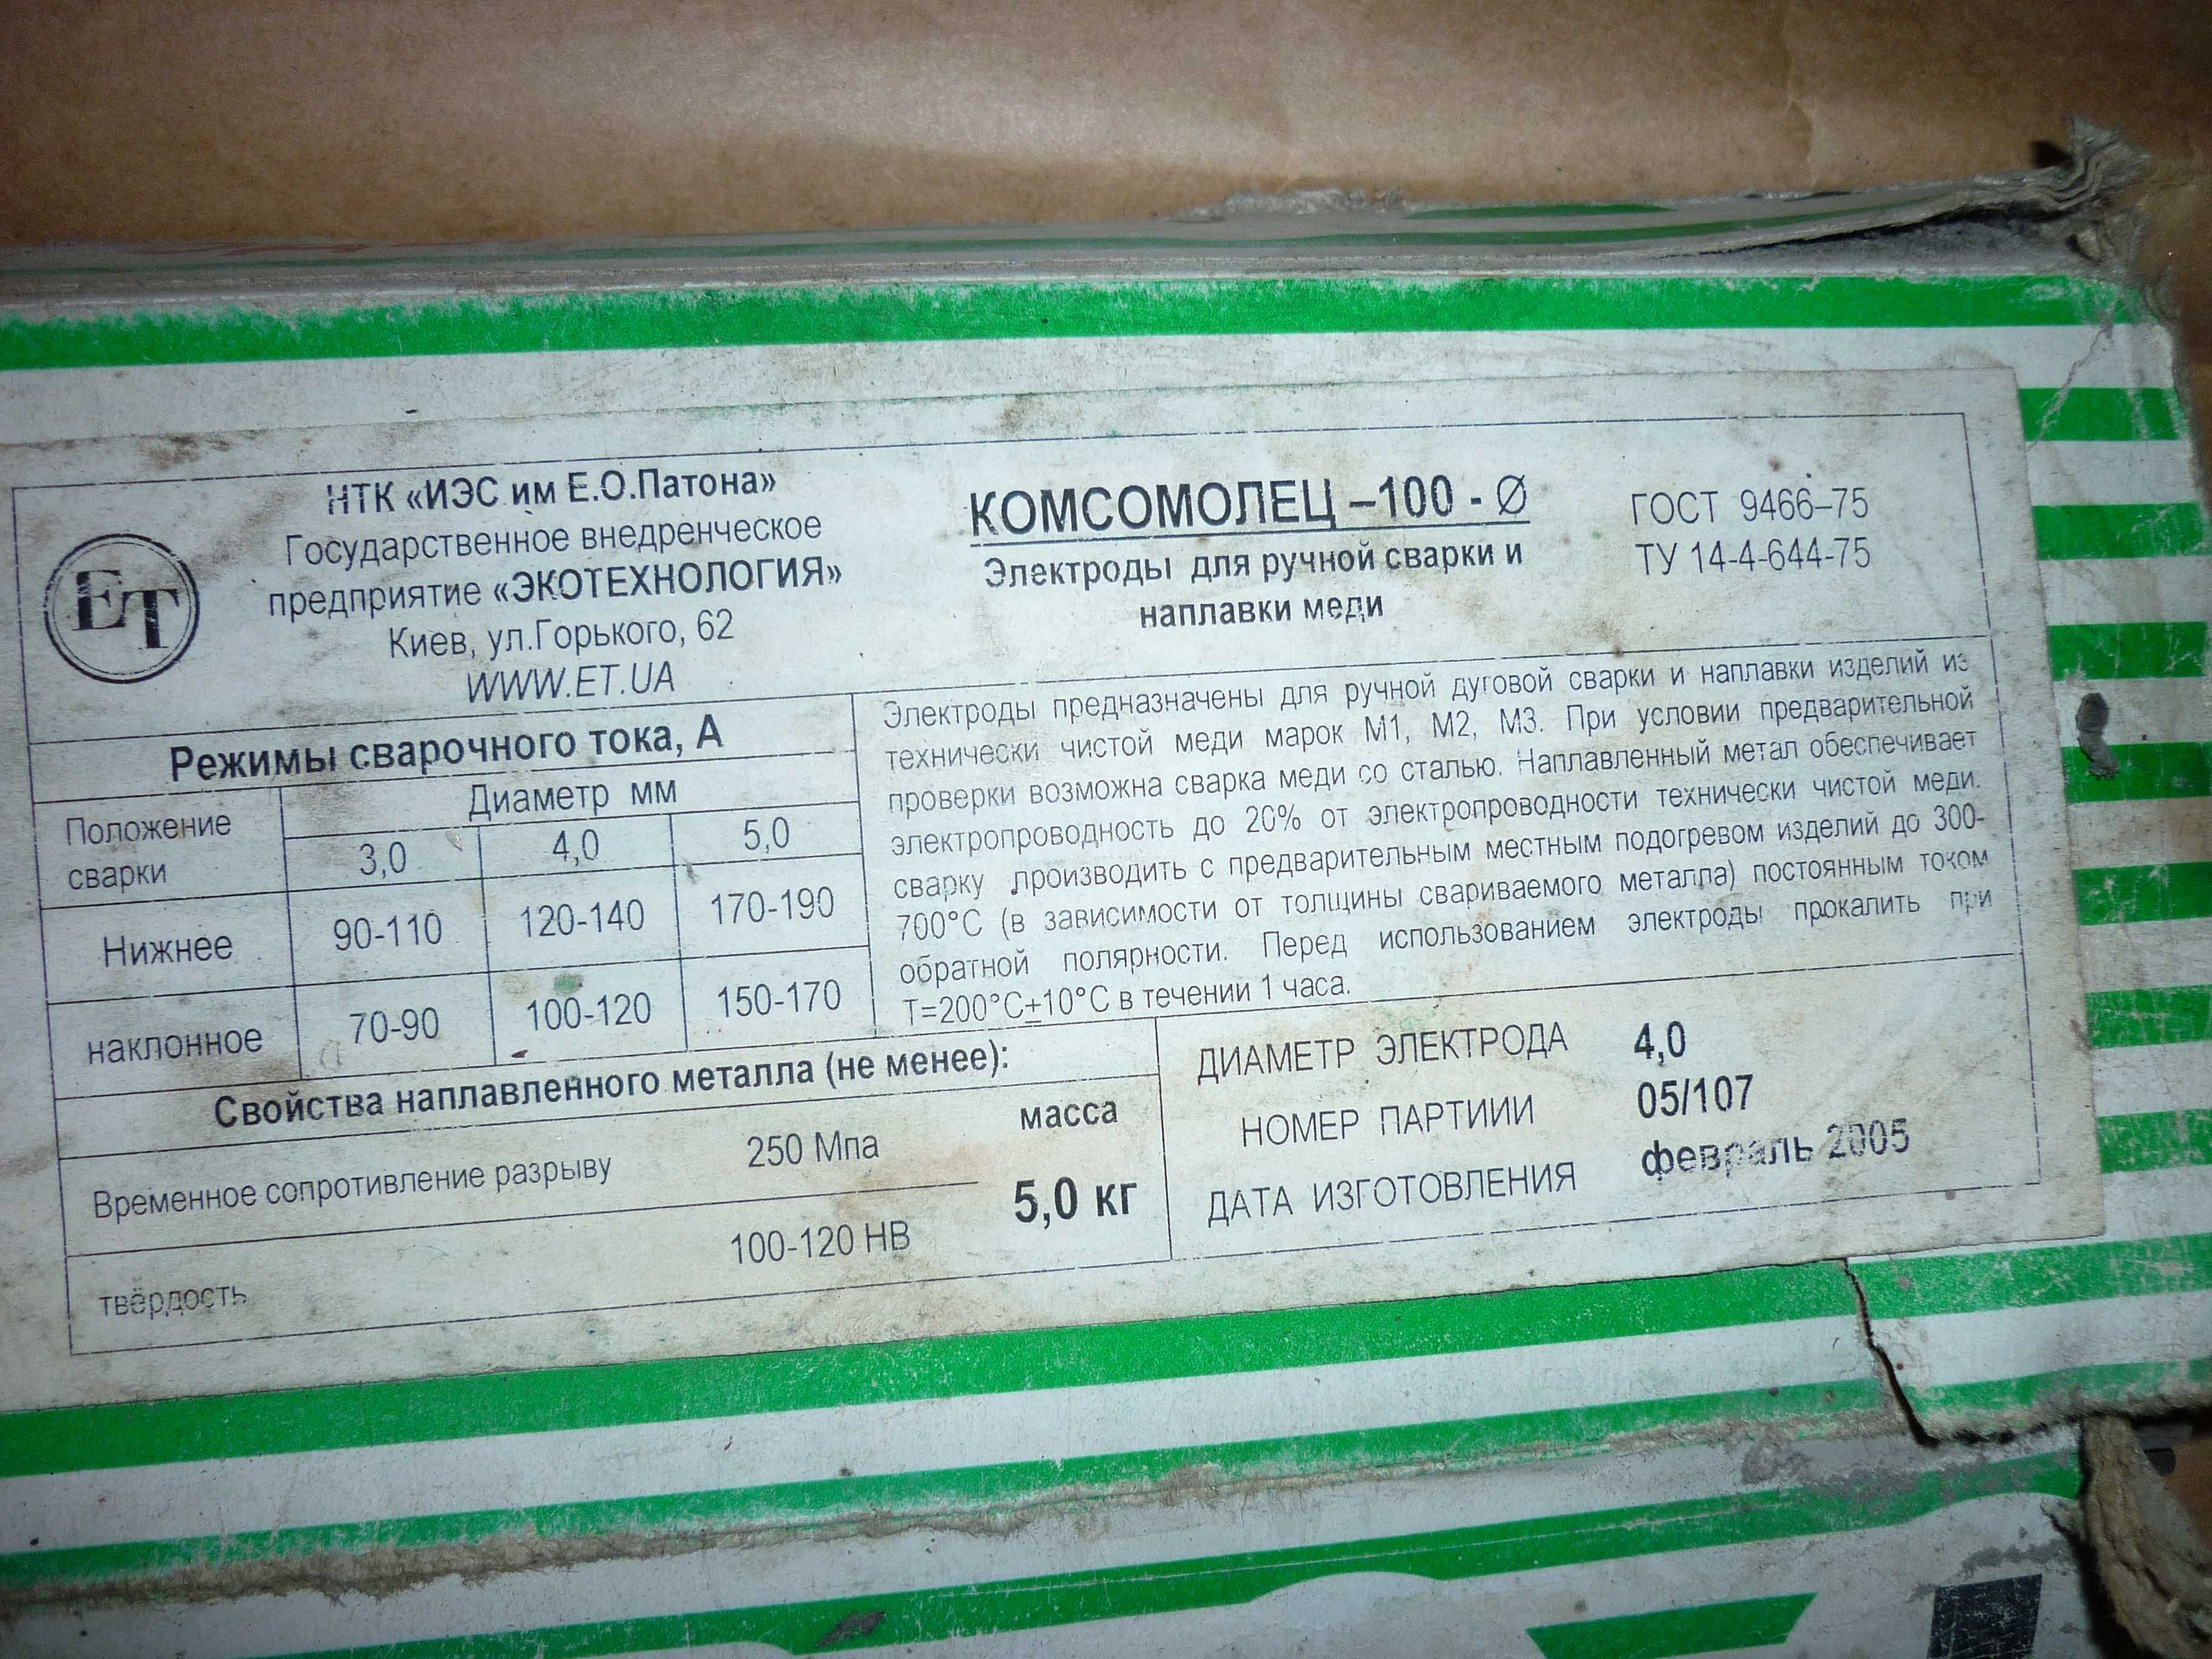 ЕТ
НТК «ИЭС им Е.О.Патона»
Государственное внедренческое
предприятие «ЭКОТЕХНОЛОГИЯ»
Киев, ул.Горького, 62
WWW.ET.UA
КОМСОМОЛЕЦ –100 - Ø
Электроды для ручной сварки и
наплавки меди
ГОСТ 9466–75
ТУ 14-4-644-75
Режимы сварочного тока, А
Положение
сварки
Диаметр мм
3,0 4,0 5,0
Нижнее 90-110 120-140 170-190
наклонное 70-90 100-120 150-170
Электроды предназначены для ручной дуговой сварки и наплавки изделий из
технически чистой меди марок М1, М2, М3. При условии предварительной
проверки возможна сварка меди со сталью. Наплавленный металл обеспечивает
электропроводность до 20% от электропроводности технически чистой меди.
сварку производить с предварительным местным подогревом изделий до 300-
700°С (в зависимости от толщины свариваемого металла) постоянным током
обратной полярности. Перед использованием электроды прокалить при
Т=200°С±10°С в течении 1 часа.
Свойства наплавленного металла (не менее):
Временное сопротивление разрыву 250 Мпа
твёрдость 100-120 НВ
масса
5,0 кг
ДИАМЕТР ЭЛЕКТРОДА 4,0
НОМЕР ПАРТИИИ 05/107
ДАТА ИЗГОТОВЛЕНИЯ февраль 2005